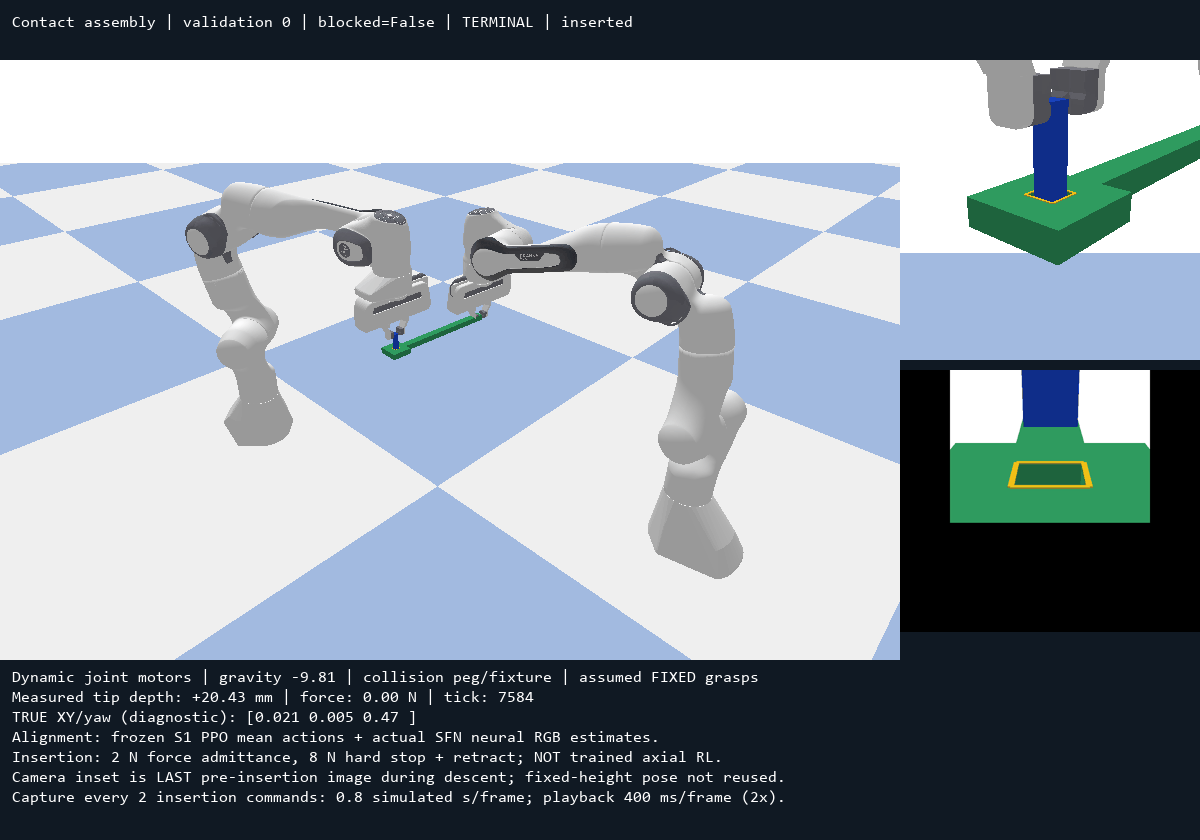 Contact assembly | validation 0 | blocked=False | TERMINAL | inserted
Dynamic joint motors | gravity -9.81 | collision peg/fixture | assumed FIXED grasps
Measured tip depth: +20.43 mm | force: 0.00 N | tick: 7584
TRUE XY/yaw (diagnostic): [0.021 0.005 0.47 ]
Alignment: frozen S1 PPO mean actions + actual SFN neural RGB estimates.
Insertion: 2 N force admittance, 8 N hard stop + retract; NOT trained axial RL.
Camera inset is LAST pre-insertion image during descent; fixed-height pose not reused.
Capture every 2 insertion commands: 0.8 simulated s/frame; playback 400 ms/frame (2x).